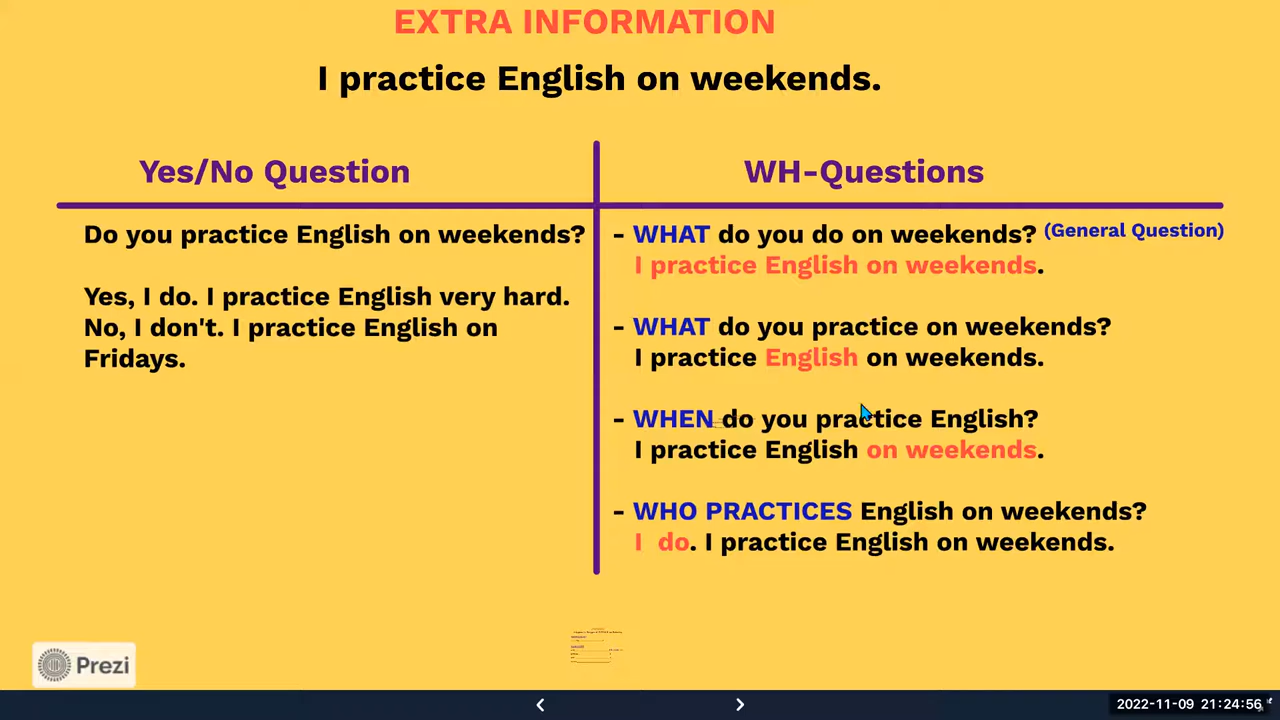 EXTRA INFORMATION
I practice English on weekends.
Yes/No Question
Do you practice English on weekends?
Yes, I do. I practice English very hard.
No, I don't. I practice English on
Fridays.
WH-Questions
- WHAT do you do on weekends? (General Question)
I practice English on weekends.
- WHAT do you practice on weekends?
I practice English on weekends.
- WHEN do you practice English?
I practice English on weekends.
- WHO PRACTICES English on weekends?
I do. I practice English on weekends.
Prezi
2022-11-09 21:24:56